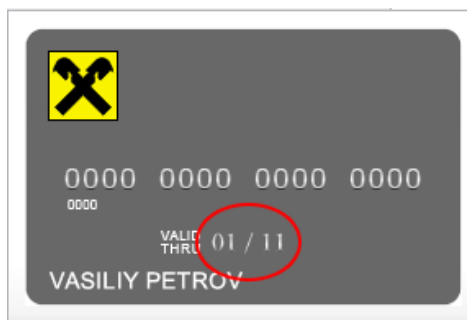 0000 0000 0000 0000
0000
VALID
THRU 01 / 11
VASILIY PETROV